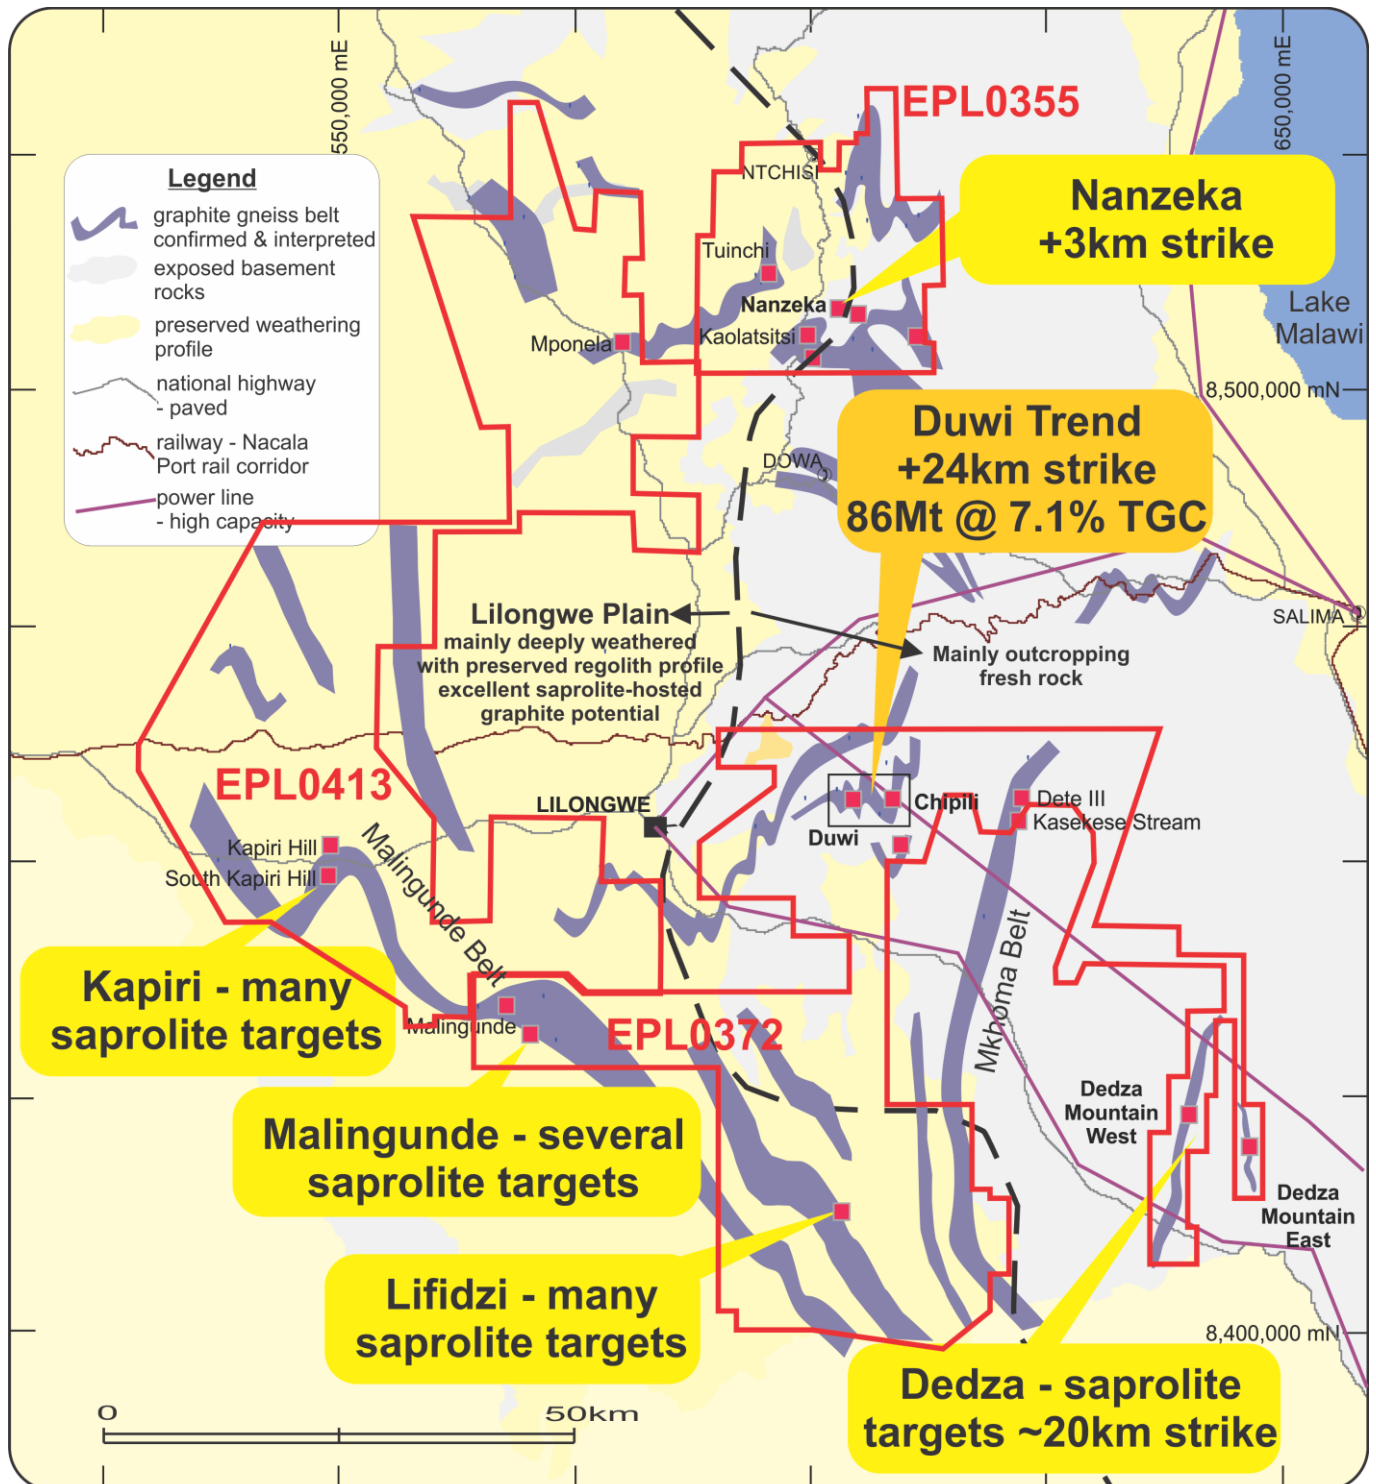 550,000 mE
650,000 mE
EPL0355
Legend
graphite gneiss belt
confirmed & interpreted
exposed basement
rocks
preserved weathering
profile
national highway
- paved
railway - Nacala
Port rail corridor
power line
- high capacity
NTCHISI
Nanzeka
+3km strike
Tuinchi
Nanzeka
Kaolatsitsi
Mponela
Lake
Malawi
8,500,000 mN
Duwi Trend
+24km strike
86Mt @ 7.1% TGC
DOWA
SALIMA
Lilongwe Plain
mainly deeply weathered
with preserved regolith profile
excellent saprolite-hosted
graphite potential
Mainly outcropping
fresh rock
EPL0413
LILONGWE
Chipili
Duwi
Dete III
Kasekese Stream
Kapiri Hill
South Kapiri Hill
Malingunde Belt
Mkhoma Belt
Kapiri - many
saprolite targets
Malingunde
EPL0372
Malingunde - several
saprolite targets
Dedza
Mountain
West
Dedza
Mountain
East
Lifidzi - many
saprolite targets
8,400,000 mN
Dedza - saprolite
targets ~20km strike
0
50km